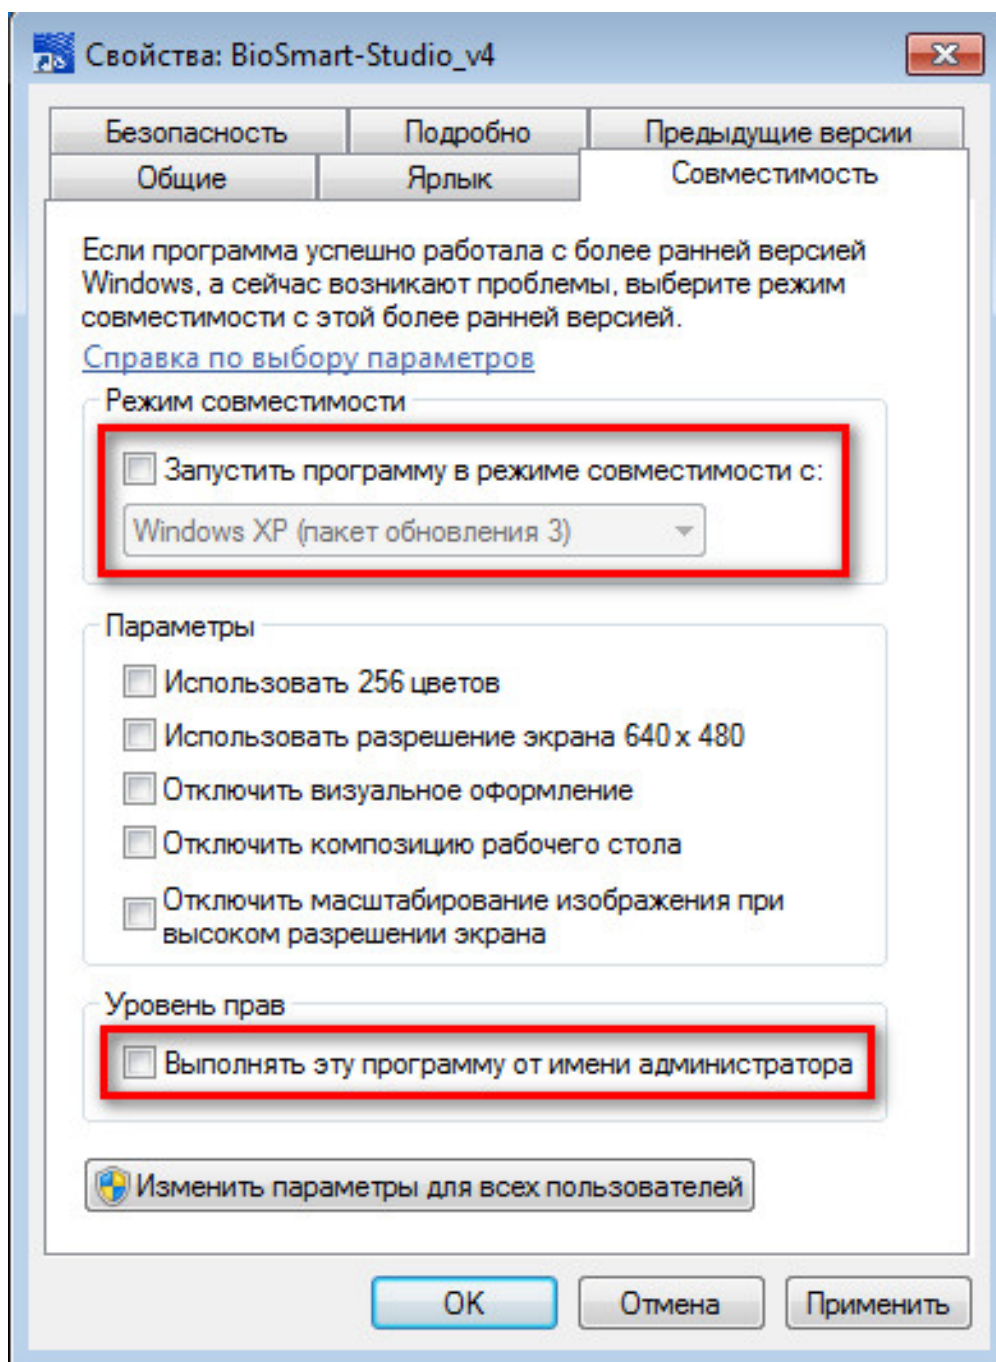 Свойства: BioSmart-Studio_v4
Безопасность
Подробно
Предыдущие версии
Общие
Ярлык
Совместимость
Если программа успешно работала с более ранней версией
Windows, а сейчас возникают проблемы, выберите режим
совместимости с этой более ранней версией.
Справка по выбору параметров
Режим совместимости
Запустить программу в режиме совместимости с:
Windows XP (пакет обновления 3)
Параметры
Использовать 256 цветов
Использовать разрешение экрана 640 x 480
Отключить визуальное оформление
Отключить композицию рабочего стола
Отключить масштабирование изображения при
высоком разрешении экрана
Уровень прав
Выполнять эту программу от имени администратора
Изменить параметры для всех пользователей
ОК
Отмена
Применить